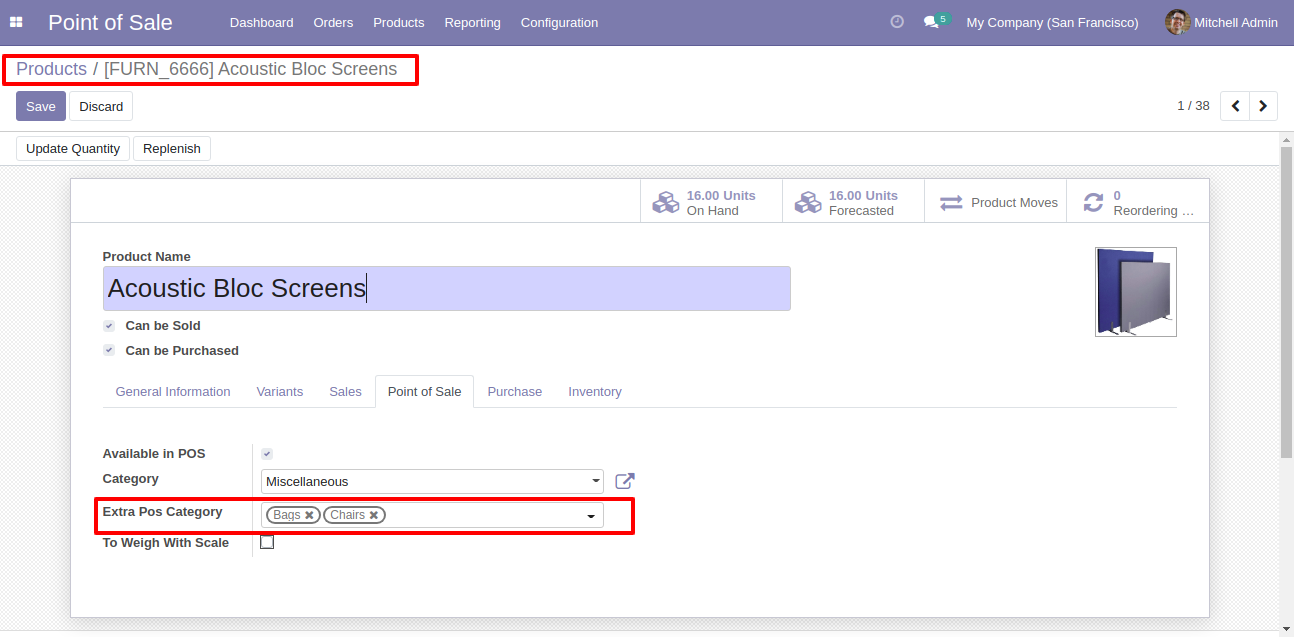 Point of Sale Dashboard Orders Products Reporting Configuration 5 My Company (San Francisco) Mitchell Admin
Products / [FURN_6666] Acoustic Bloc Screens
Save Discard 1 / 38
Update Quantity Replenish
16.00 Units 16.00 Units 0
On Hand Forecasted Product Moves Reordering ...
Product Name
Acoustic Bloc Screens
Can be Sold
Can be Purchased
General Information Variants Sales Point of Sale Purchase Inventory
Available in POS
Category Miscellaneous
Extra Pos Category Bags Chairs
To Weigh With Scale